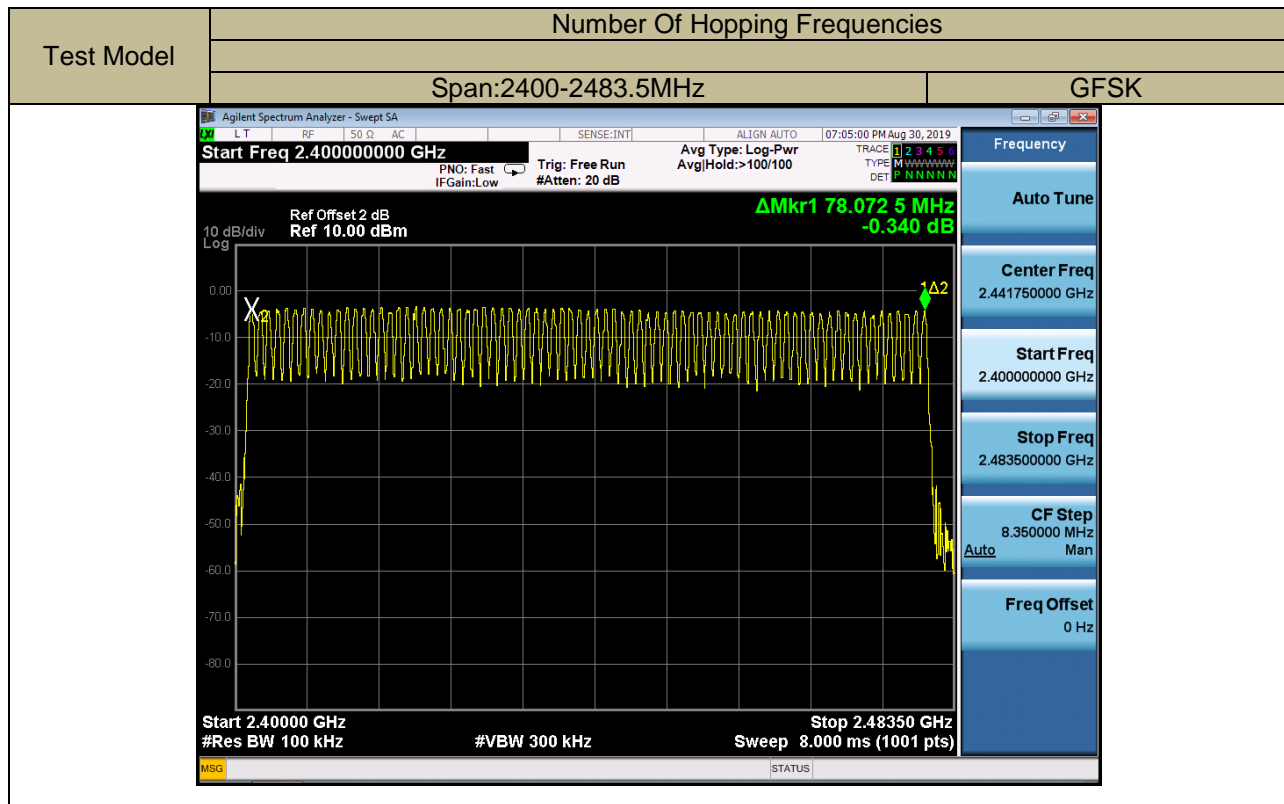 Test Model
Number Of Hopping Frequencies
Span:2400-2483.5MHz GFSK
Agilent Spectrum Analyzer - Swept SA
LXI L T RF 50 Ω AC SENSE:INT ALIGN AUTO 07:05:00 PM Aug 30, 2019
Start Freq 2.400000000 GHz
PNO: Fast
IFGain:Low
Trig: Free Run
#Atten: 20 dB
Avg Type: Log-Pwr
Avg|Hold:>100/100
TRACE 1 2 3 4 5 6
TYPE M WWWWW
DET P N N N N N
ΔMkr1 78.072 5 MHz
-0.340 dB
Ref Offset 2 dB
10 dB/div Ref 10.00 dBm
Log
0.00
-10.0
-20.0
-30.0
-40.0
-50.0
-60.0
-70.0
-80.0
X2
1Δ2
Start 2.40000 GHz Stop 2.48350 GHz
#Res BW 100 kHz #VBW 300 kHz Sweep 8.000 ms (1001 pts)
MSG STATUS
Frequency
Auto Tune
Center Freq
2.441750000 GHz
Start Freq
2.400000000 GHz
Stop Freq
2.483500000 GHz
CF Step
8.350000 MHz
Auto Man
Freq Offset
0 Hz